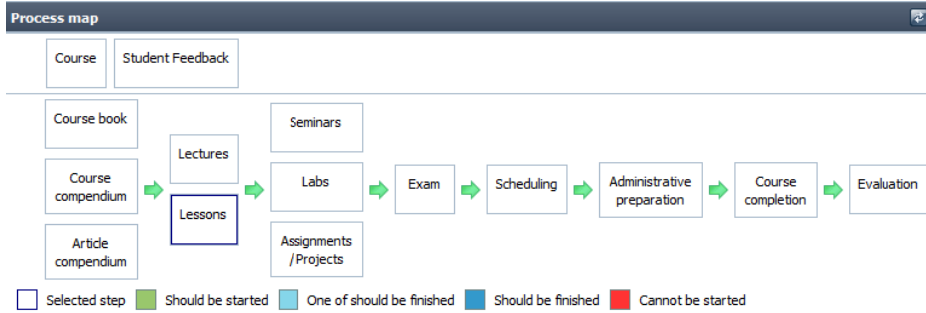 Process map
Course
Student Feedback
Course book
Course
compendium
Article
compendium
Lectures
Lessons
Seminars
Labs
Assignments
/Projects
Exam
Scheduling
Administrative
preparation
Course
completion
Evaluation
Selected step
Should be started
One of should be finished
Should be finished
Cannot be started